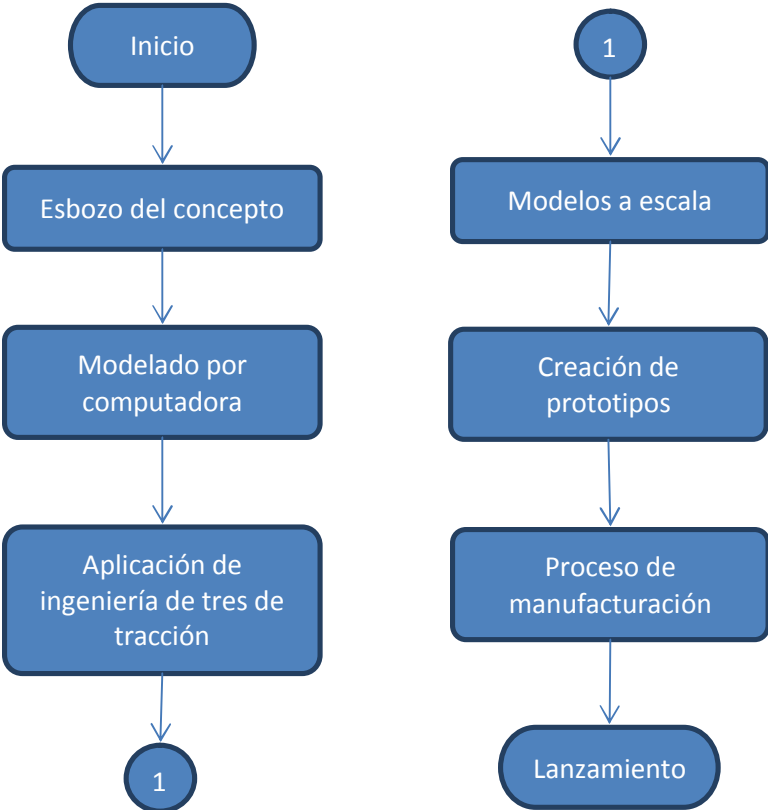 Inicio
Esbozo del concepto
Modelado por
computadora
Aplicación de
ingeniería de tres de
tracción
1
1
Modelos a escala
Creación de
prototipos
Proceso de
manufacturación
Lanzamiento